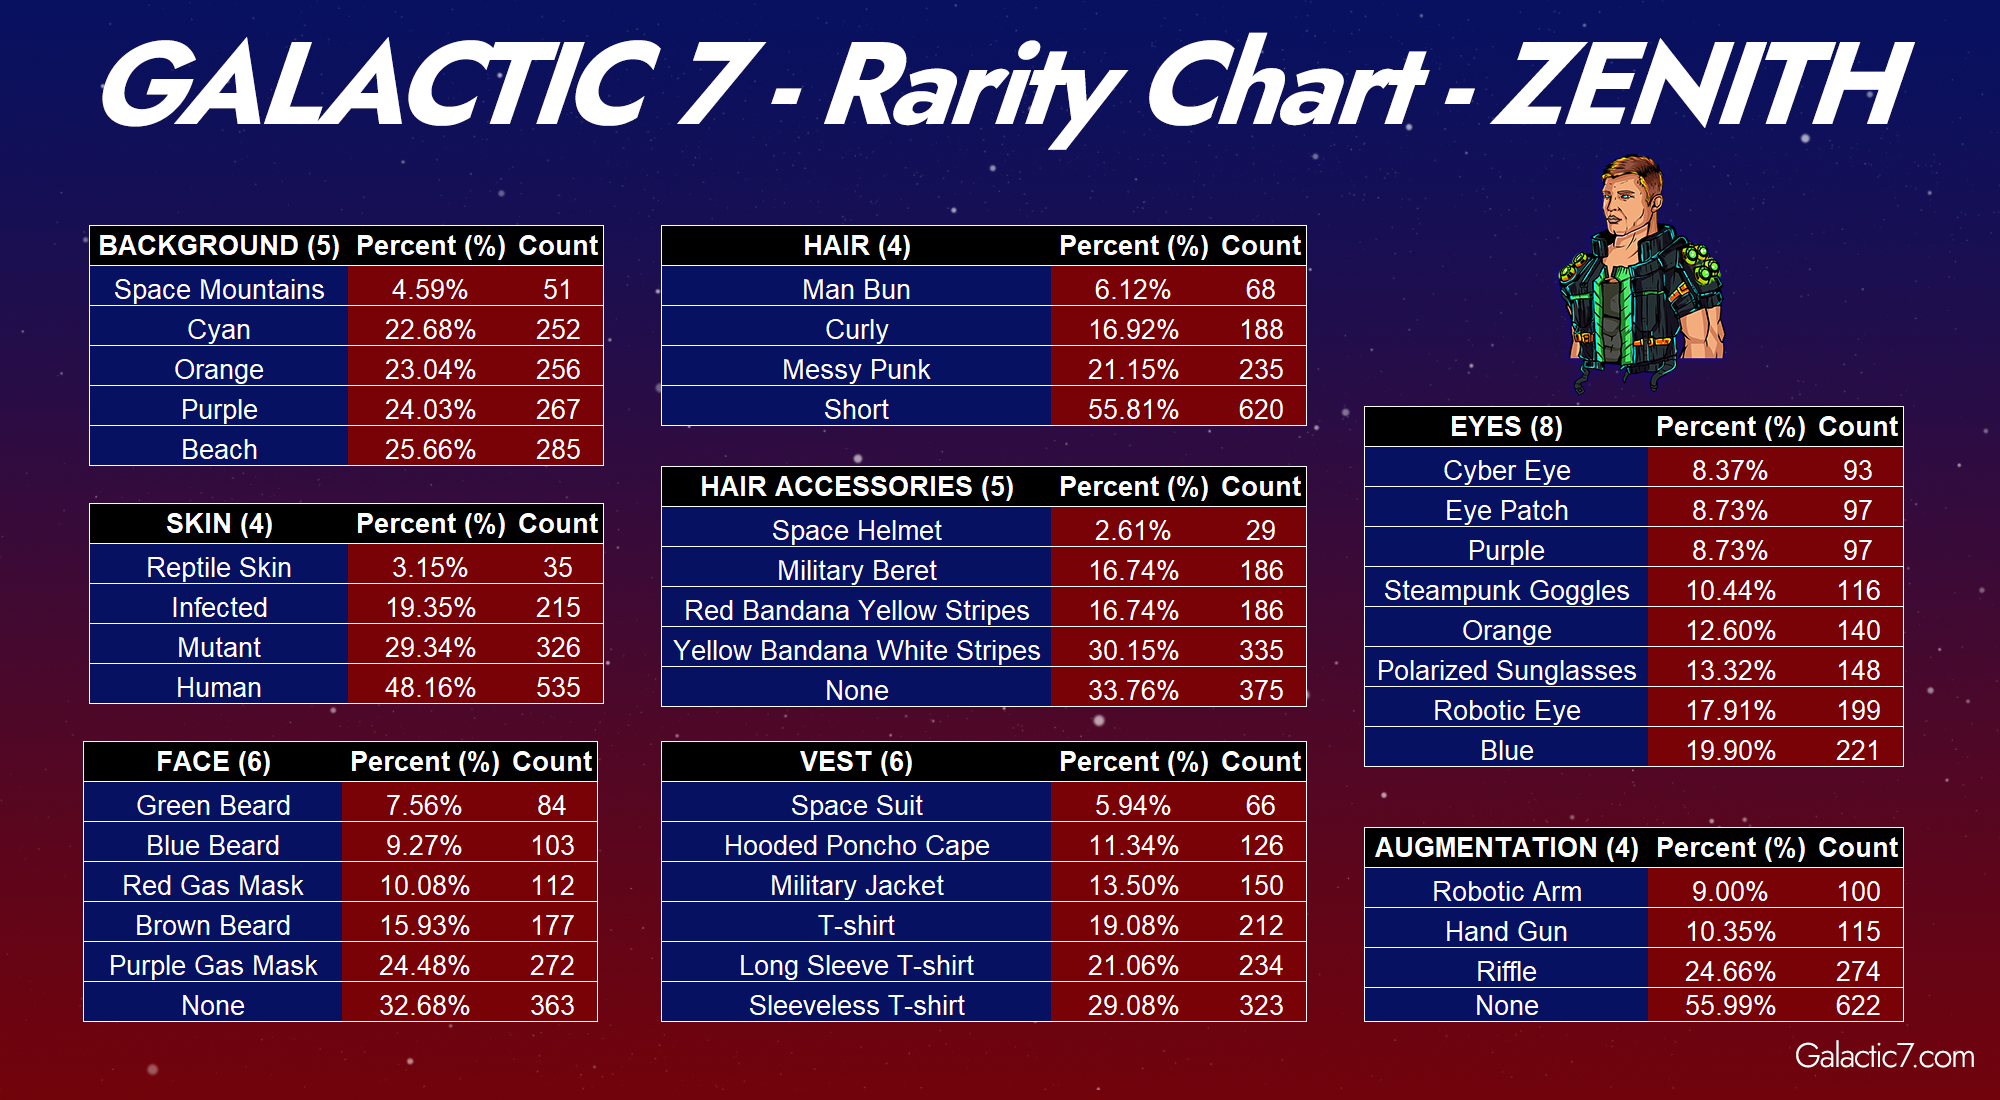 GALACTIC 7 - Rarity Chart - ZENITH
BACKGROUND (5) Percent (%) Count
Space Mountains 4.59% 51
Cyan 22.68% 252
Orange 23.04% 256
Purple 24.03% 267
Beach 25.66% 285
SKIN (4) Percent (%) Count
Reptile Skin 3.15% 35
Infected 19.35% 215
Mutant 29.34% 326
Human 48.16% 535
FACE (6) Percent (%) Count
Green Beard 7.56% 84
Blue Beard 9.27% 103
Red Gas Mask 10.08% 112
Brown Beard 15.93% 177
Purple Gas Mask 24.48% 272
None 32.68% 363
HAIR (4) Percent (%) Count
Man Bun 6.12% 68
Curly 16.92% 188
Messy Punk 21.15% 235
Short 55.81% 620
HAIR ACCESSORIES (5) Percent (%) Count
Space Helmet 2.61% 29
Military Beret 16.74% 186
Red Bandana Yellow Stripes 16.74% 186
Yellow Bandana White Stripes 30.15% 335
None 33.76% 375
VEST (6) Percent (%) Count
Space Suit 5.94% 66
Hooded Poncho Cape 11.34% 126
Military Jacket 13.50% 150
T-shirt 19.08% 212
Long Sleeve T-shirt 21.06% 234
Sleeveless T-shirt 29.08% 323
EYES (8) Percent (%) Count
Cyber Eye 8.37% 93
Eye Patch 8.73% 97
Purple 8.73% 97
Steampunk Goggles 10.44% 116
Orange 12.60% 140
Polarized Sunglasses 13.32% 148
Robotic Eye 17.91% 199
Blue 19.90% 221
AUGMENTATION (4) Percent (%) Count
Robotic Arm 9.00% 100
Hand Gun 10.35% 115
Riffle 24.66% 274
None 55.99% 622
Galactic7.com